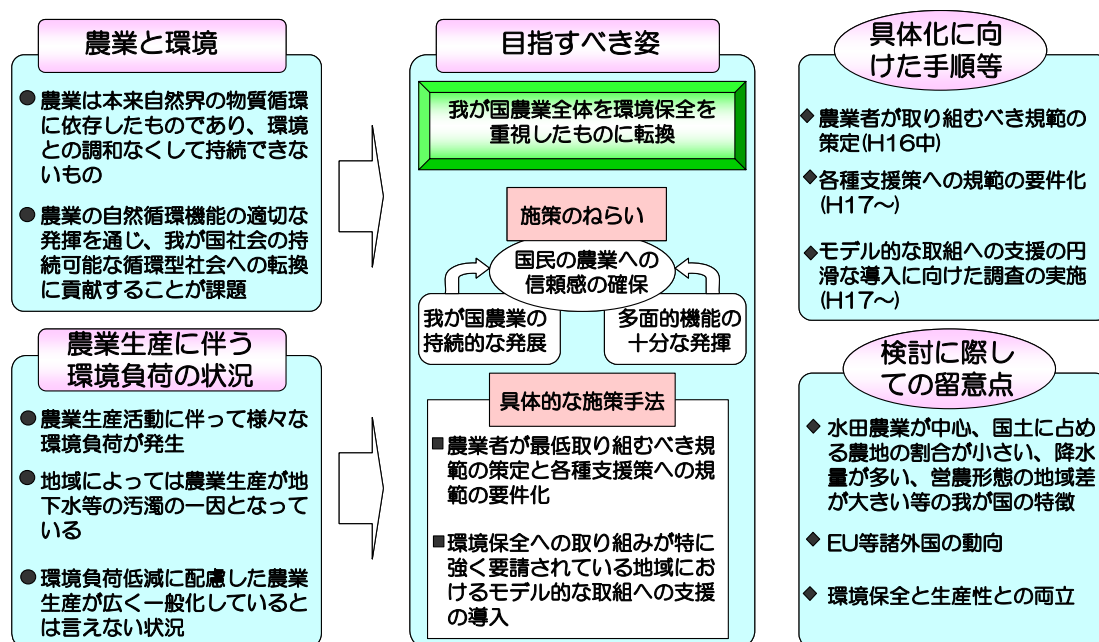 農業と環境
●農業は本来自然界の物質循環
に依存したものであり、環境
との調和なくして持続できな
いもの
●農業の自然循環機能の適切な
発揮を通じ、我が国社会の持
続可能な循環型社会への転換
に貢献することが課題
農業生産に伴う
環境負荷の状況
●農業生産活動に伴って様々な
環境負荷が発生
●地域によっては農業生産が地
下水等の汚濁の一因となって
いる
●環境負荷低減に配慮した農業
生産が広く一般化しているとは
言えない状況
目指すべき姿
我が国農業全体を環境保全を
重視したものに転換
施策のねらい
国民の農業への
信頼感の確保
我が国農業の
持続的な発展
多面的機能の
十分な発揮
具体的な施策手法
■農業者が最低取り組むべき規
範の策定と各種支援策への規
範の要件化
■環境保全への取り組みが特に
強く要請されている地域にお
けるモデル的な取組への支援
の導入
具体化に向
けた手順等
◆農業者が取り組むべき規範の
策定(H16中)
◆各種支援策への規範の要件化
(H17~)
◆モデル的な取組への支援の円
滑な導入に向けた調査の実施
(H17~)
検討に際し
ての留意点
◆水田農業が中心、国土に占め
る農地の割合が小さい、降水
量が多い、営農形態の地域差
が大きい等の我が国の特徴
◆EU等諸外国の動向
◆環境保全と生産性との両立